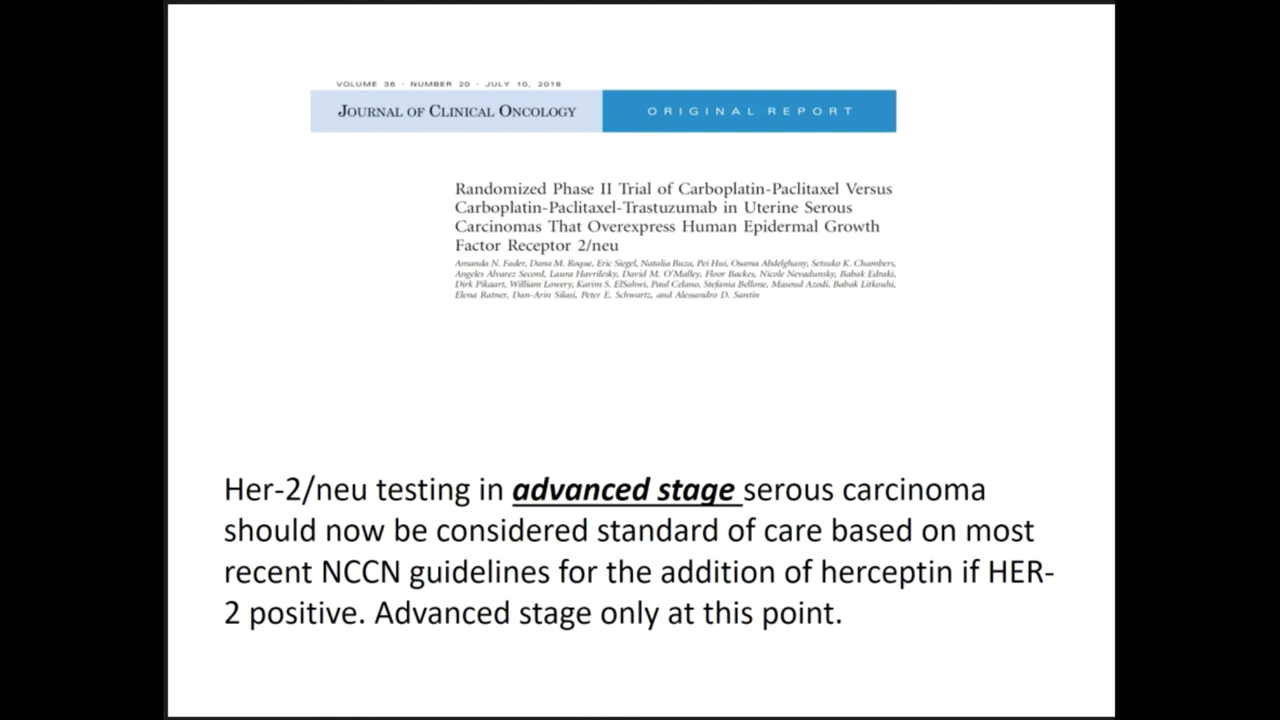 VOLUME 36 · NUMBER 20 · JULY 10, 2018
JOURNAL OF CLINICAL ONCOLOGY
ORIGINAL REPORT
Randomized Phase II Trial of Carboplatin-Paclitaxel Versus
Carboplatin-Paclitaxel-Trastuzumab in Uterine Serous
Carcinomas That Overexpress Human Epidermal Growth
Factor Receptor 2/neu
Amanda N. Fader, Dana M. Roque, Eric Siegel, Natalia Buza, Pei Hui, Osama Abdelghany, Setsuko K. Chambers,
Angeles Alvarez Secord, Laura Havrilesky, David M. O'Malley, Floor Backes, Nicole Nevadunsky, Babak Edraki,
Dirk Pikaart, William Lowery, Karim S. ElSahwi, Paul Celano, Stefania Bellone, Masoud Azodi, Babak Litkouhi,
Elena Ratner, Dan-Arin Silasi, Peter E. Schwartz, and Alessandro D. Santin
Her-2/neu testing in advanced stage serous carcinoma
should now be considered standard of care based on most
recent NCCN guidelines for the addition of herceptin if HER-
2 positive. Advanced stage only at this point.